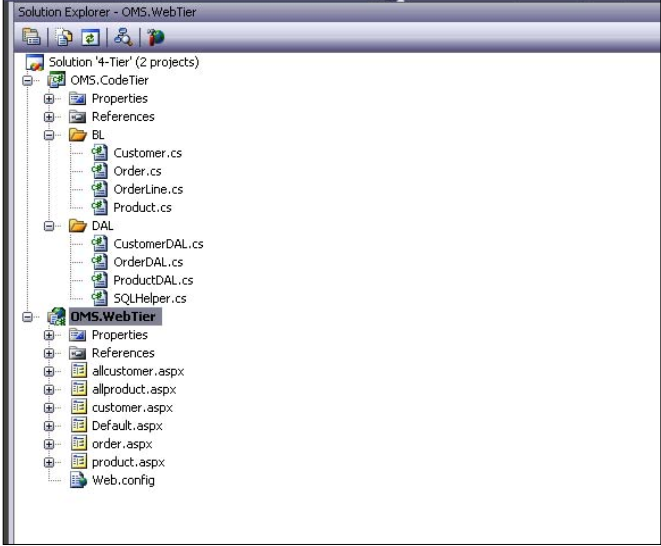 Solution Explorer - OMS.WebTier
Solution '4-Tier' (2 projects)
OMS.CodeTier
Properties
References
BL
Customer.cs
Order.cs
OrderLine.cs
Product.cs
DAL
CustomerDAL.cs
OrderDAL.cs
ProductDAL.cs
SQLHelper.cs
OMS.WebTier
Properties
References
allcustomer.aspx
allproduct.aspx
customer.aspx
Default.aspx
order.aspx
product.aspx
Web.config